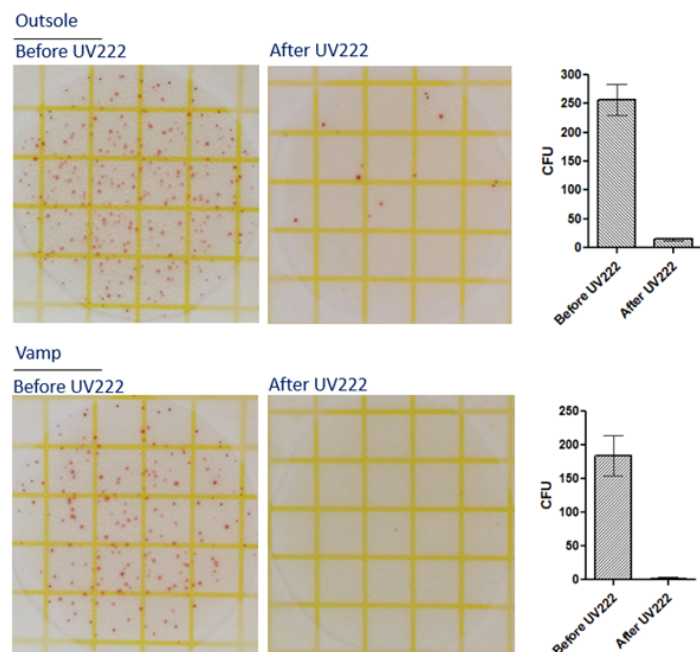 Outsole
Before UV222
After UV222
300
250
200
150
100
50
0
CFU
Before UV222
After UV222
Vamp
Before UV222
After UV222
250
200
150
100
50
0
CFU
Before UV222
After UV222